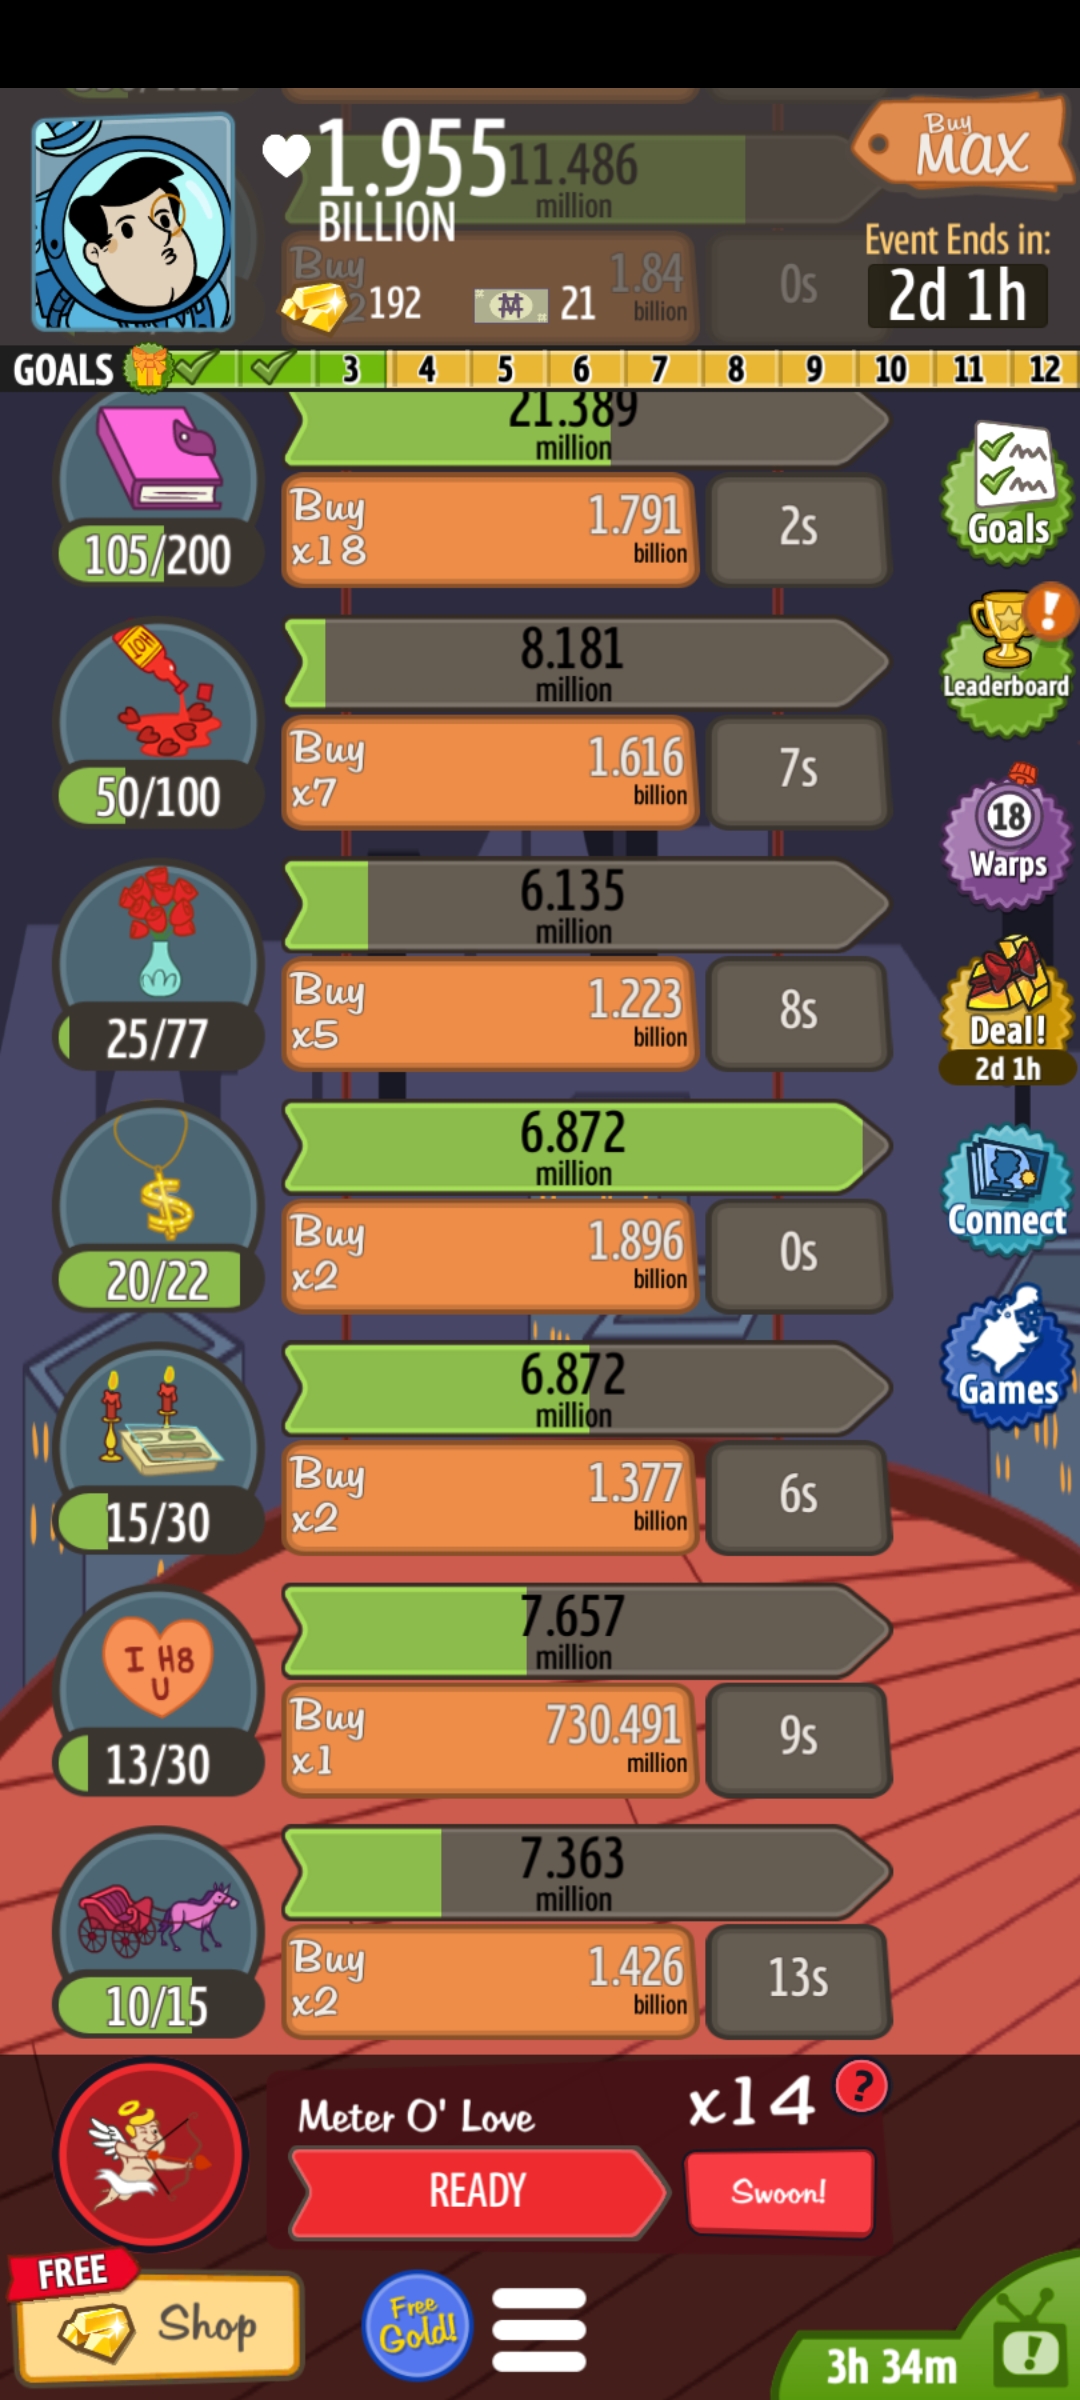 1.955
BILLION
11.486
million
Buy
MAX
Event Ends in:
2d 1h
Buy
1.84
billion
0s
192
21
GOALS 3 4 5 6 7 8 9 10 11 12
21.389
million
Buy
x18
1.791
billion
2s
105/200
Goals
8.181
million
Buy
x7
1.616
billion
7s
HOT
50/100
!
Leaderboard
6.135
million
Buy
x5
1.223
billion
8s
25/77
18
Warps
Deal!
2d 1h
6.872
million
Buy
x2
1.896
billion
0s
$
20/22
Connect
6.872
million
Buy
x2
1.377
billion
6s
15/30
Games
7.657
million
I H8
U
Buy
x1
730.491
million
9s
13/30
7.363
million
Buy
x2
1.426
billion
13s
10/15
Meter O' Love
x14
?
READY
Swoon!
FREE
Shop
Free
Gold!
3h 34m
!